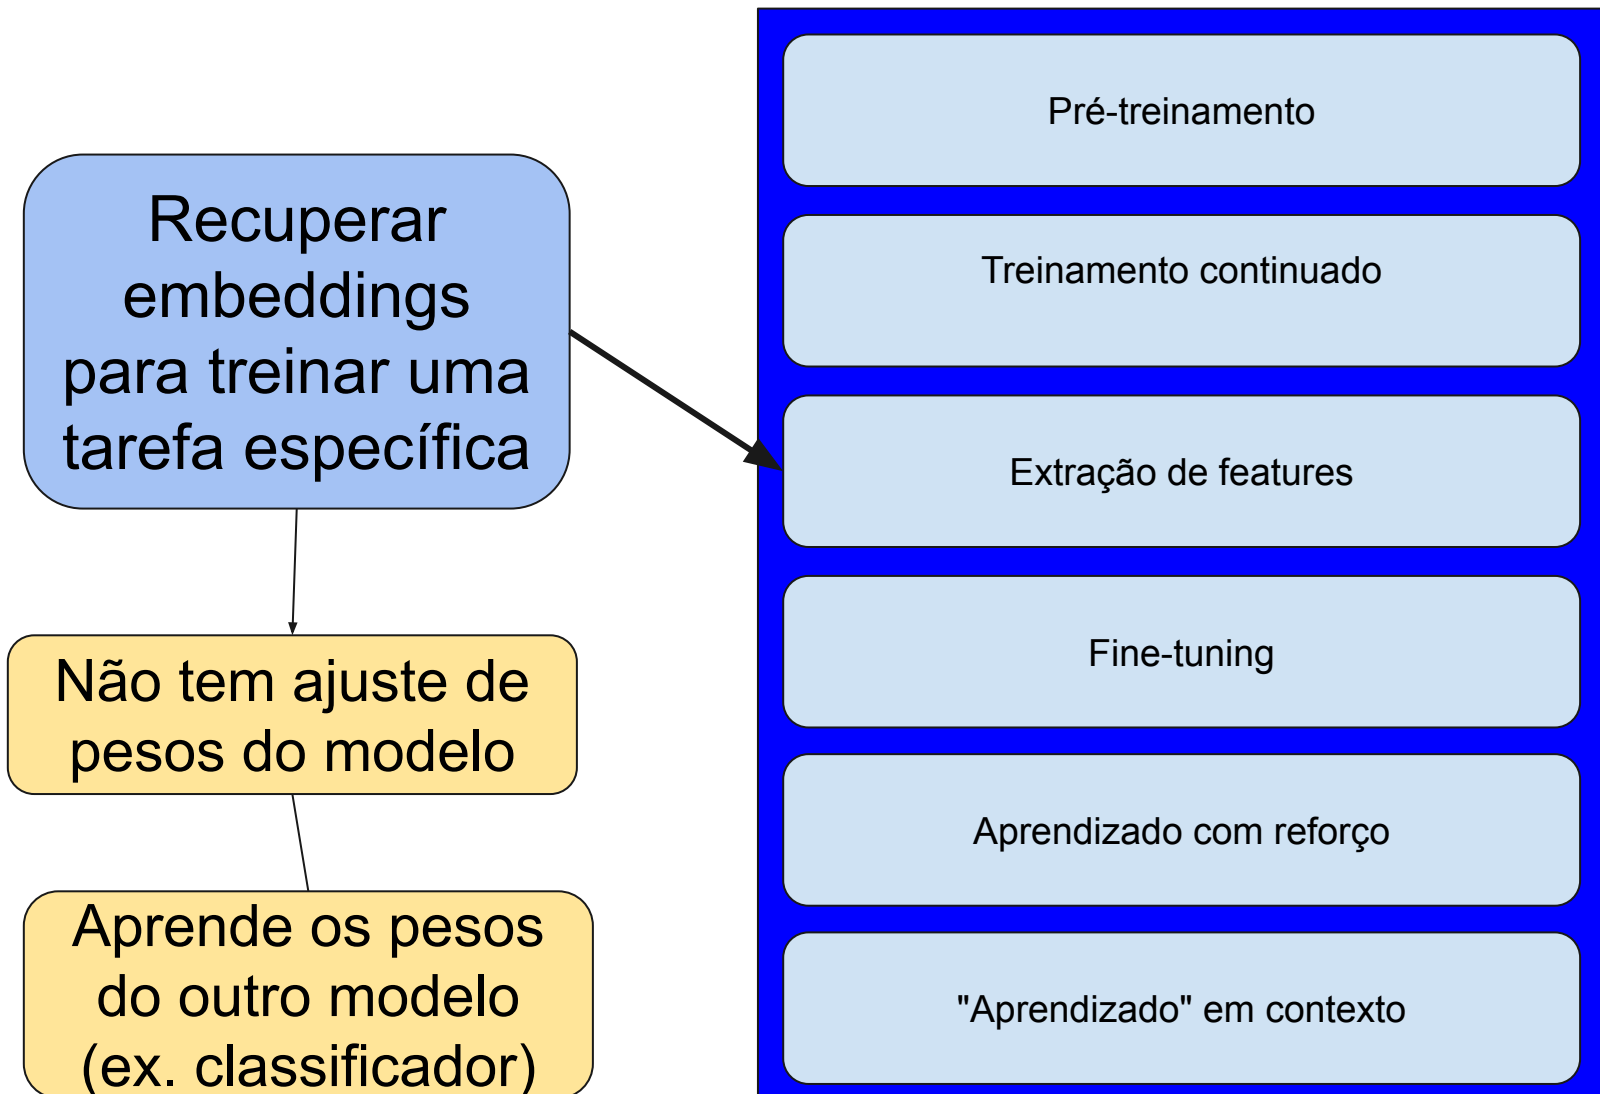 Recuperar
embeddings
para treinar uma
tarefa específica
Não tem ajuste de
pesos do modelo
Aprende os pesos
do outro modelo
(ex. classificador)
Pré-treinamento
Treinamento continuado
Extração de features
Fine-tuning
Aprendizado com reforço
"Aprendizado" em contexto